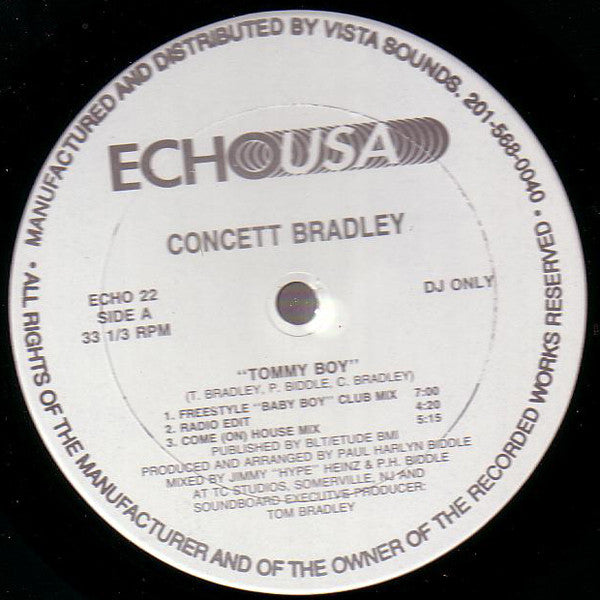 MANUFACTURED AND DISTRIBUTED BY VISTA SOUNDS. 201-568-0040 •
ECHO USA
CONCETT BRADLEY
ECHO 22
SIDE A
33 1/3 RPM
DJ ONLY
"TOMMY BOY"
(T. BRADLEY, P. BIDDLE, C. BRADLEY)
1. FREESTYLE "BABY BOY" CLUB MIX 7:00
2. RADIO EDIT 4:20
3. COME (ON) HOUSE MIX 5:15
PUBLISHED BY BLT/ETUDE BMI
PRODUCED AND ARRANGED BY PAUL HARLYN BIDDLE
MIXED BY JIMMY "HYPE" HEINZ & P.H. BIDDLE
AT TC STUDIOS, SOMERVILLE, NJ AND
SOUNDBOARD EXECUTIVE PRODUCER:
TOM BRADLEY
• ALL RIGHTS OF THE MANUFACTURER AND OF THE OWNER OF THE RECORDED WORKS RESERVED •